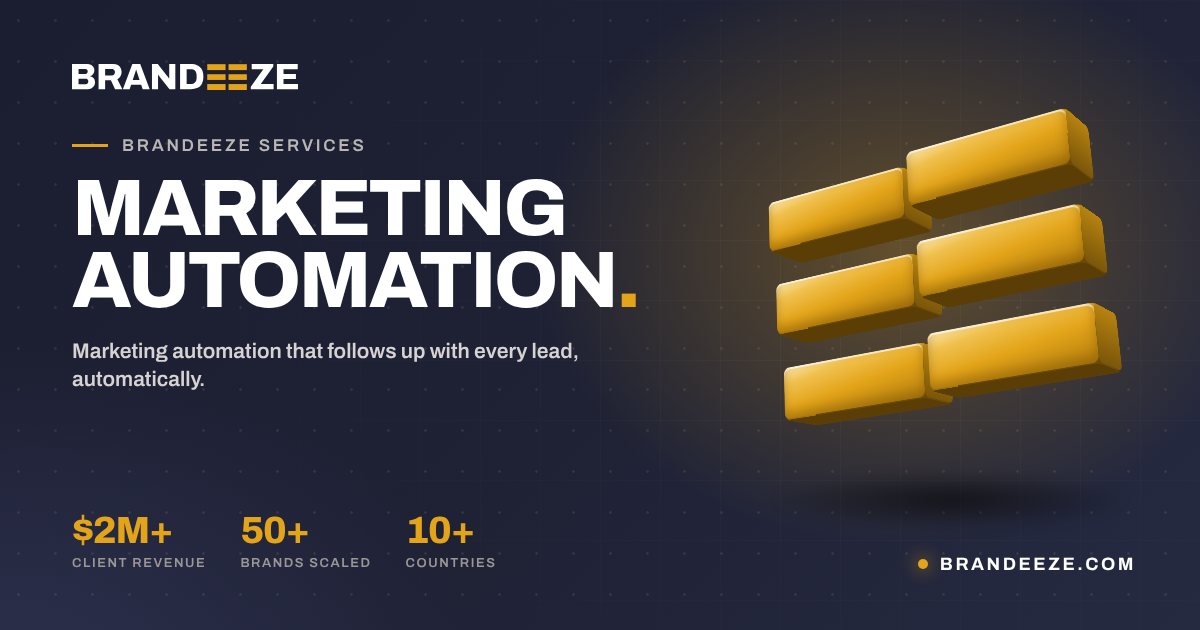 BRANDEEZE
BRANDEEZE SERVICES
MARKETING
AUTOMATION.
Marketing automation that follows up with every lead,
automatically.
$2M+ 50+ 10+
CLIENT REVENUE BRANDS SCALED COUNTRIES
BRANDEEZE.COM